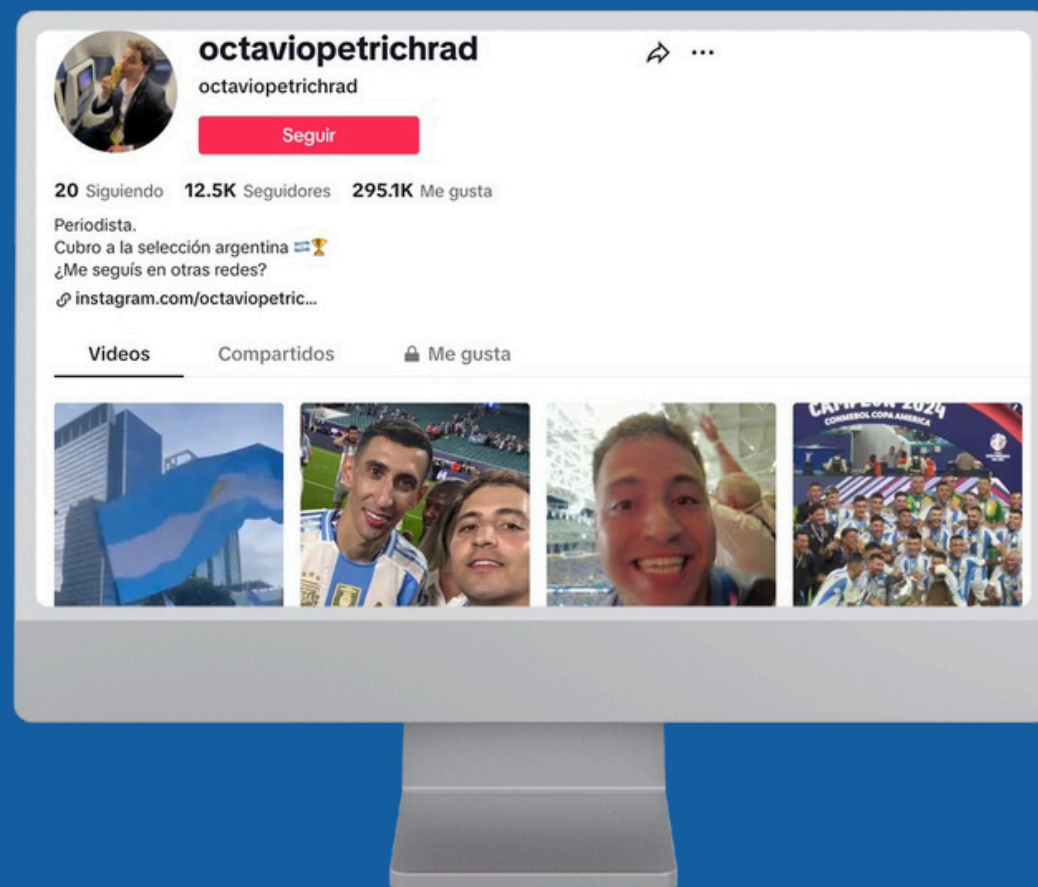 octaviopetrichrad
octaviopetrichrad
Seguir
20 Siguiendo 12.5K Seguidores 295.1K Me gusta
Periodista.
Cubro a la selección argentina 🇦🇷🏆
¿Me seguís en otras redes?
instagram.com/octaviopetric...
Videos Compartidos Me gusta
CAMPEÓN 2024
CONMEBOL COPA AMERICA